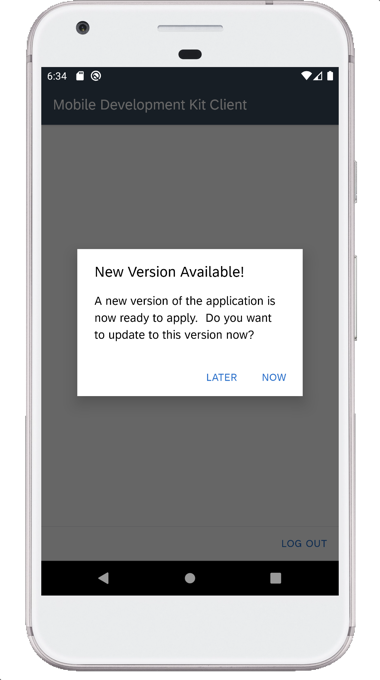 6:34
Mobile Development Kit Client
New Version Available!
A new version of the application is
now ready to apply.  Do you want
to update to this version now?
LATER NOW
LOG OUT